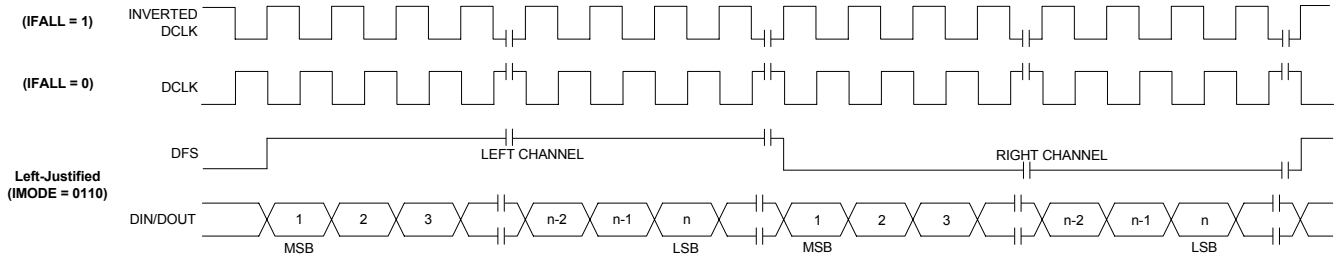 (IFALL = 1)
INVERTED
DCLK
(IFALL = 0)
DCLK
DFS
LEFT CHANNEL
RIGHT CHANNEL
Left-Justified
(IMODE = 0110)
DIN/DOUT
1 2 3 n-2 n-1 n 1 2 3 n-2 n-1 n
MSB LSB MSB LSB